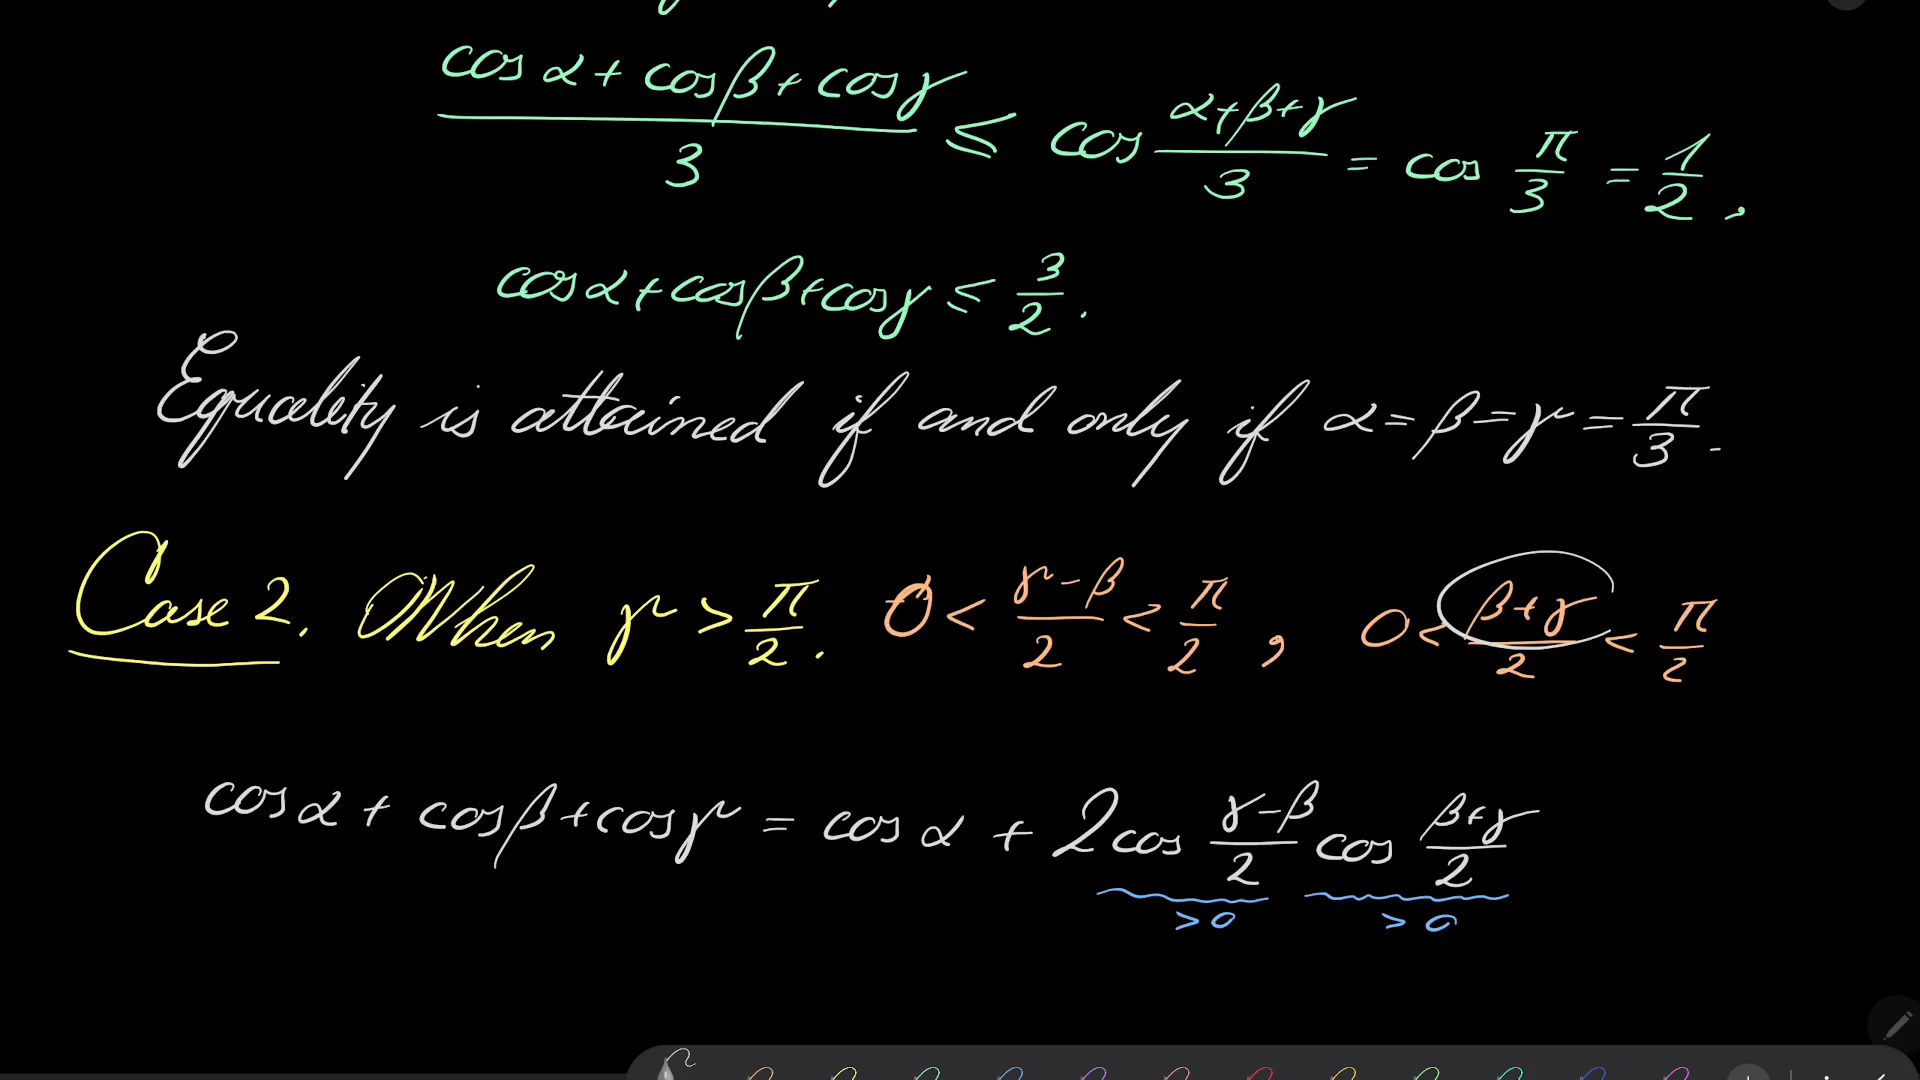 (cos α + cos β + cos γ)/3 ≤ cos (α+β+γ)/3 = cos π/3 = 1/2 ,
cos α + cos β + cos γ ≤ 3/2 .
Equality is attained if and only if α = β = γ = π/3 .
Case 2. When γ > π/2 . 0 < (γ-β)/2 < π/2 , 0 < (β+γ)/2 < π/2
cos α + cos β + cos γ = cos α + 2 cos (γ-β)/2 cos (β+γ)/2
> 0 > 0